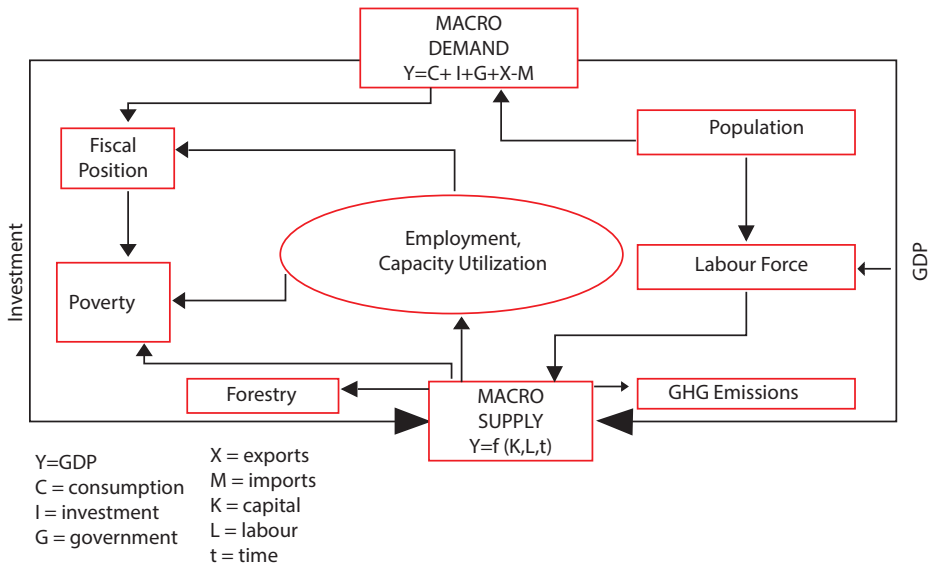 MACRO
DEMAND
Y=C+ I+G+X-M
Population
Fiscal
Position
Employment,
Capacity Utilization
Labour Force
Investment
GDP
Poverty
Forestry
MACRO
SUPPLY
Y=f (K,L,t)
GHG Emissions
Y=GDP
C = consumption
I = investment
G = government
X = exports
M = imports
K = capital
L = labour
t = time